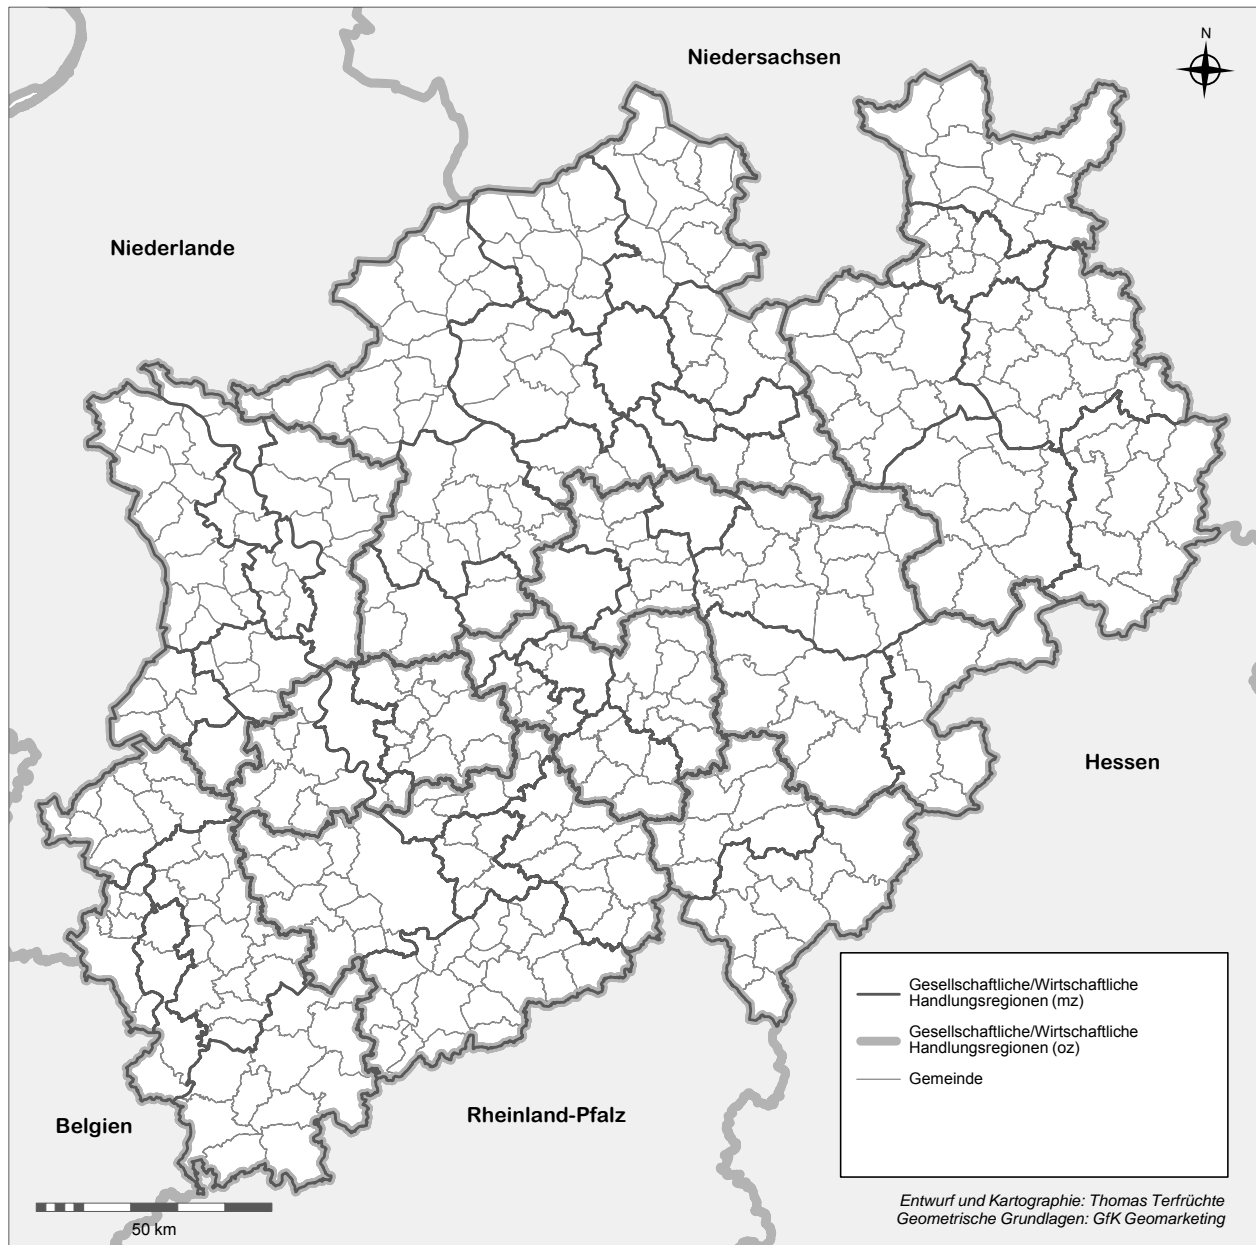 Niedersachsen
N
Niederlande
Hessen
Gesellschaftliche/Wirtschaftliche
Handlungsregionen (mz)
Gesellschaftliche/Wirtschaftliche
Handlungsregionen (oz)
Gemeinde
Rheinland-Pfalz
Belgien
50 km
Entwurf und Kartographie: Thomas Terfrüchte
Geometrische Grundlagen: GfK Geomarketing